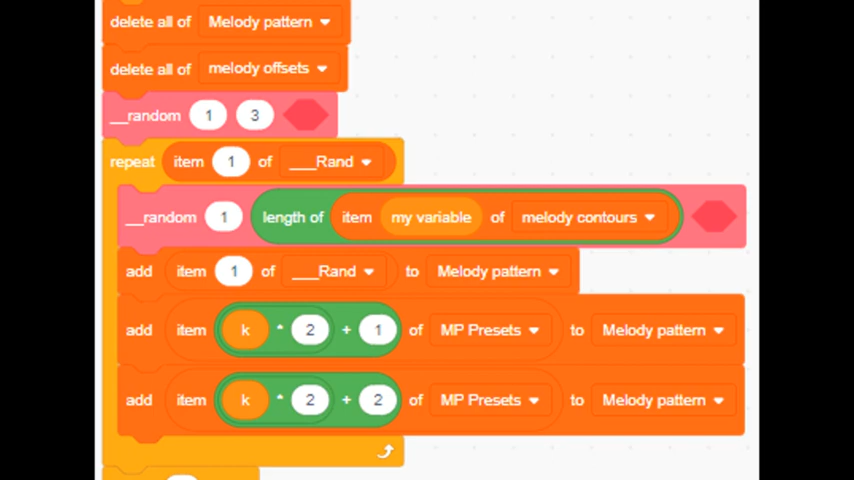 delete all of Melody pattern
delete all of melody offsets
__random 1 3
repeat item 1 of ___Rand
__random 1 length of item my variable of melody contours
add item 1 of ___Rand to Melody pattern
add item k * 2 + 1 of MP Presets to Melody pattern
add item k * 2 + 2 of MP Presets to Melody pattern